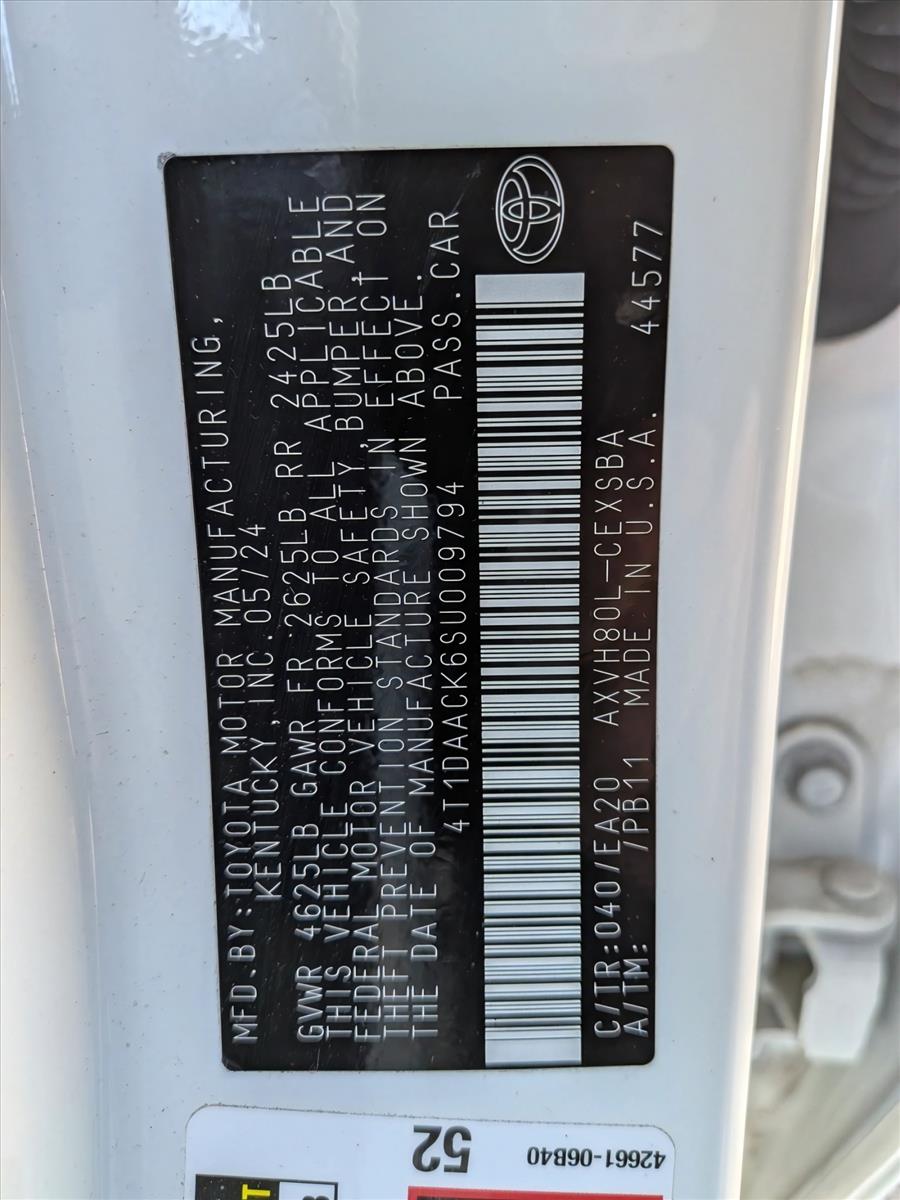 MFD.BY:TOYOTA MOTOR MANUFACTURING,
KENTUCKY, INC.05/24
GVWR 4625LB GAWR FR 2625LB RR 2425LB
THIS VEHICLE CONFORMS TO ALL APPLICABLE
FEDERAL MOTOR VEHICLE SAFETY, BUMPER, AND
THEFT PREVENTION STANDARDS IN EFFECT ON
THE DATE OF MANUFACTURE SHOWN ABOVE.
4T1DAACK6SU009794 PASS.CAR
C/TR:040/EA20 AXVH80L-CEXSBA
A/TM: /PB11 MADE IN U.S.A. 44577
52
42661-06B40